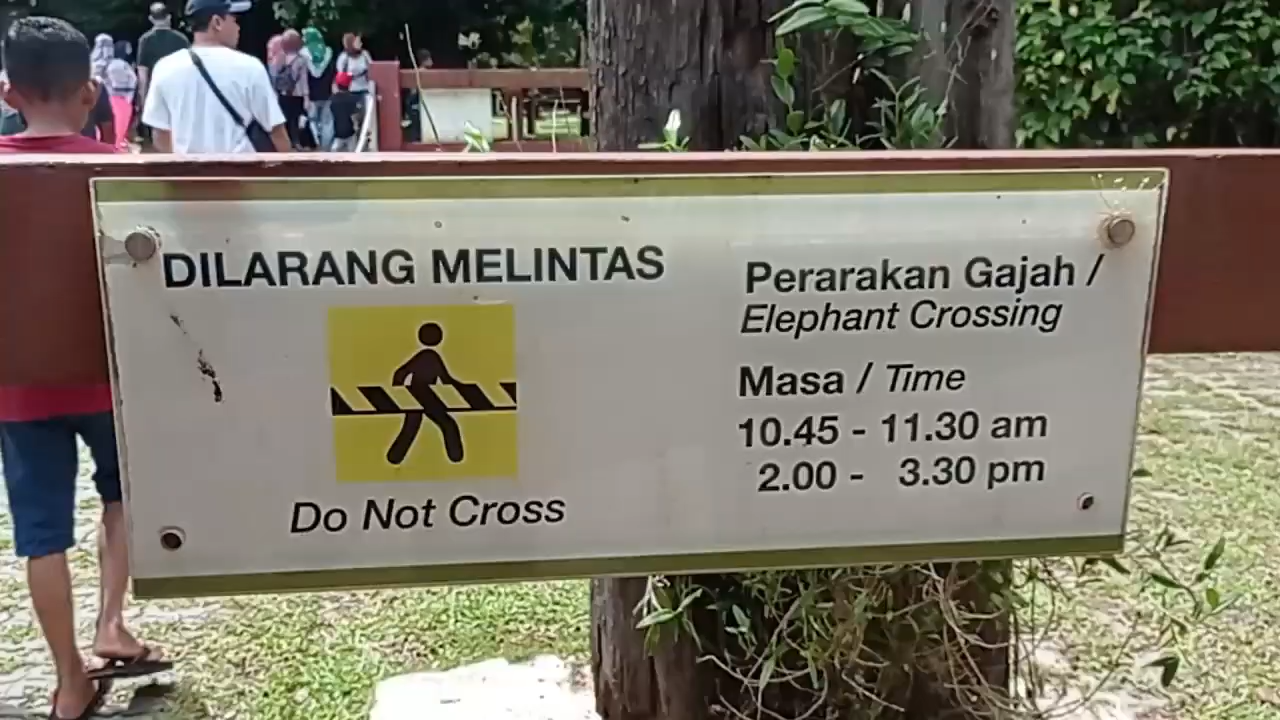 DILARANG MELINTAS
Do Not Cross
Perarakan Gajah /
Elephant Crossing
Masa / Time
10.45 - 11.30 am
2.00 - 3.30 pm